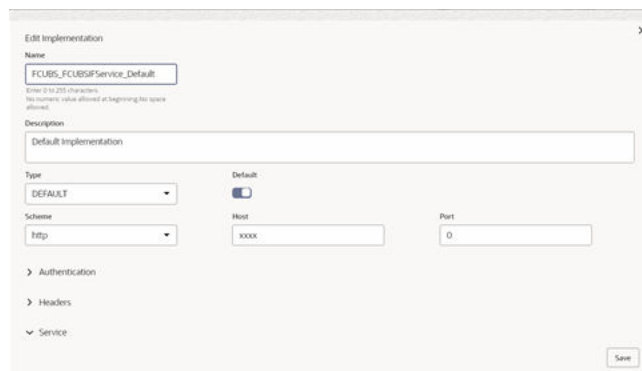 Edit Implementation
Name
FCUBS_FCUBSIFService_Default
Enter 0 to 255 characters
No numeric value allowed at beginning.No space
allowed.
Description
Default Implementation
Type Default
DEFAULT
Scheme Host Port
http xxxx 0
Authentication
Headers
Service
Save